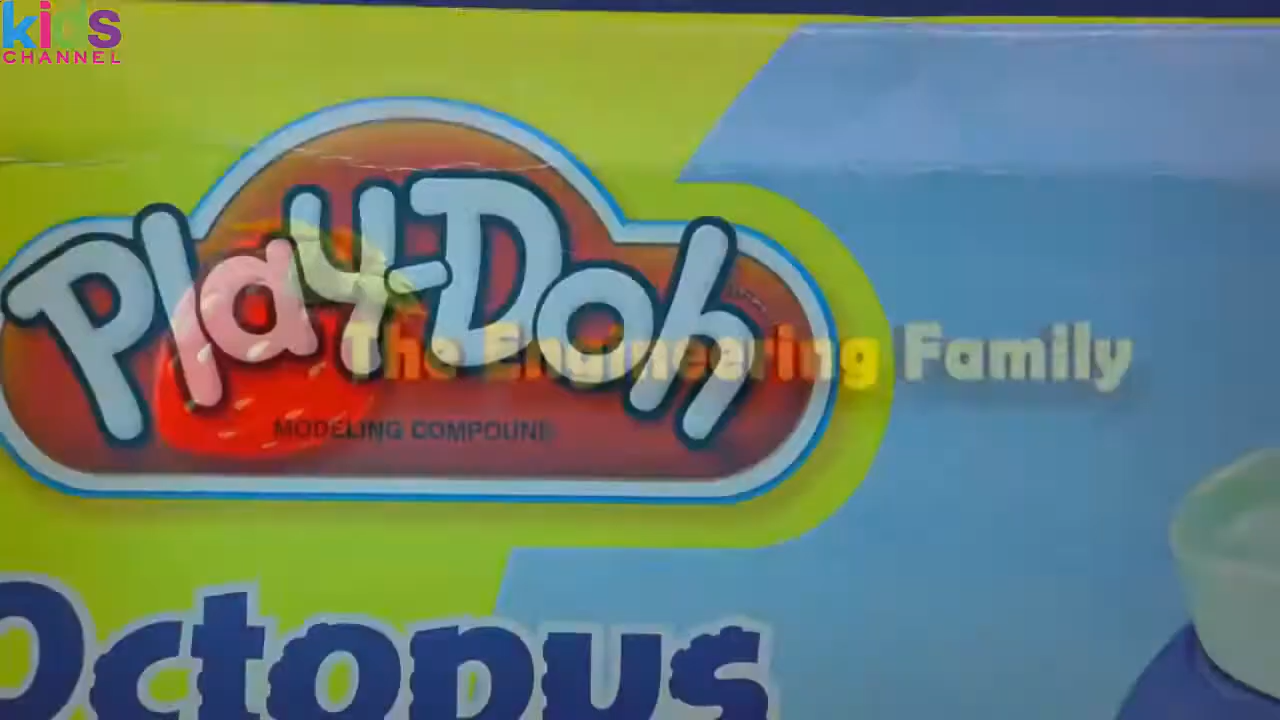 kids
CHANNEL
Play-Doh
The Engineering Family
MODELING COMPOUND
Octopus